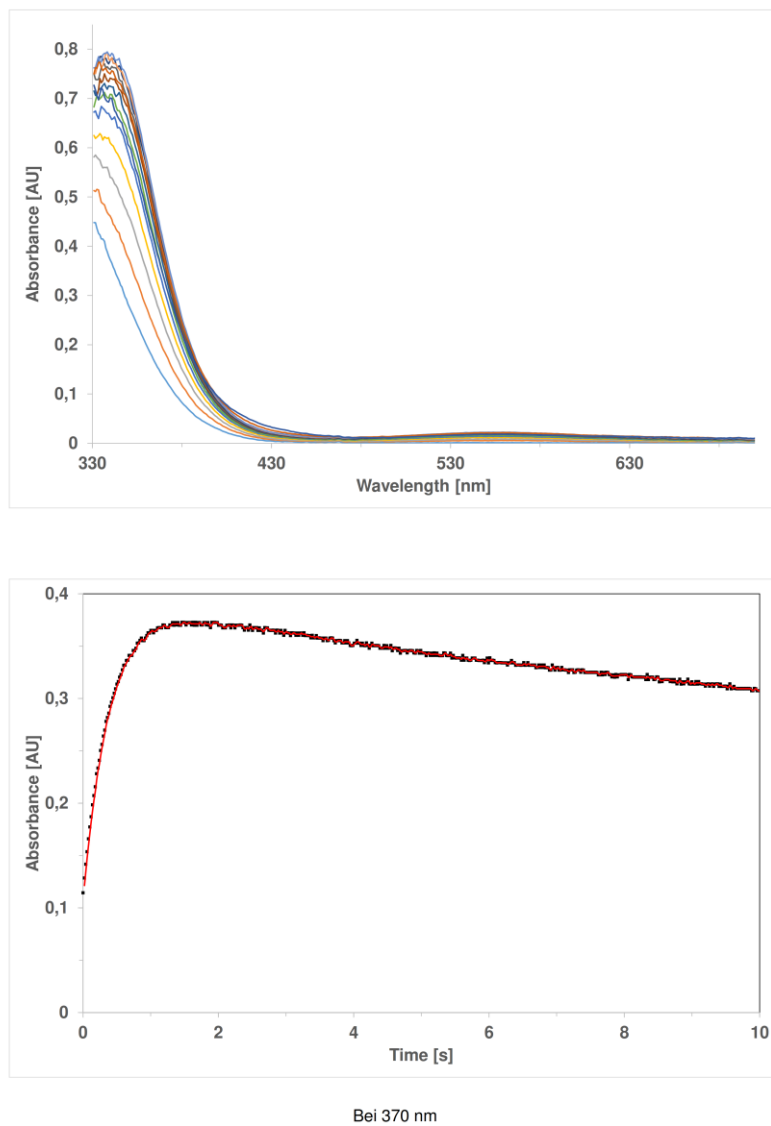 0,8
0,7
0,6
0,5
0,4
0,3
0,2
0,1
0
Absorbance [AU]
330 430 530 630
Wavelength [nm]
0,4
0,3
0,2
0,1
0
Absorbance [AU]
0 2 4 6 8 10
Time [s]
Bei 370 nm